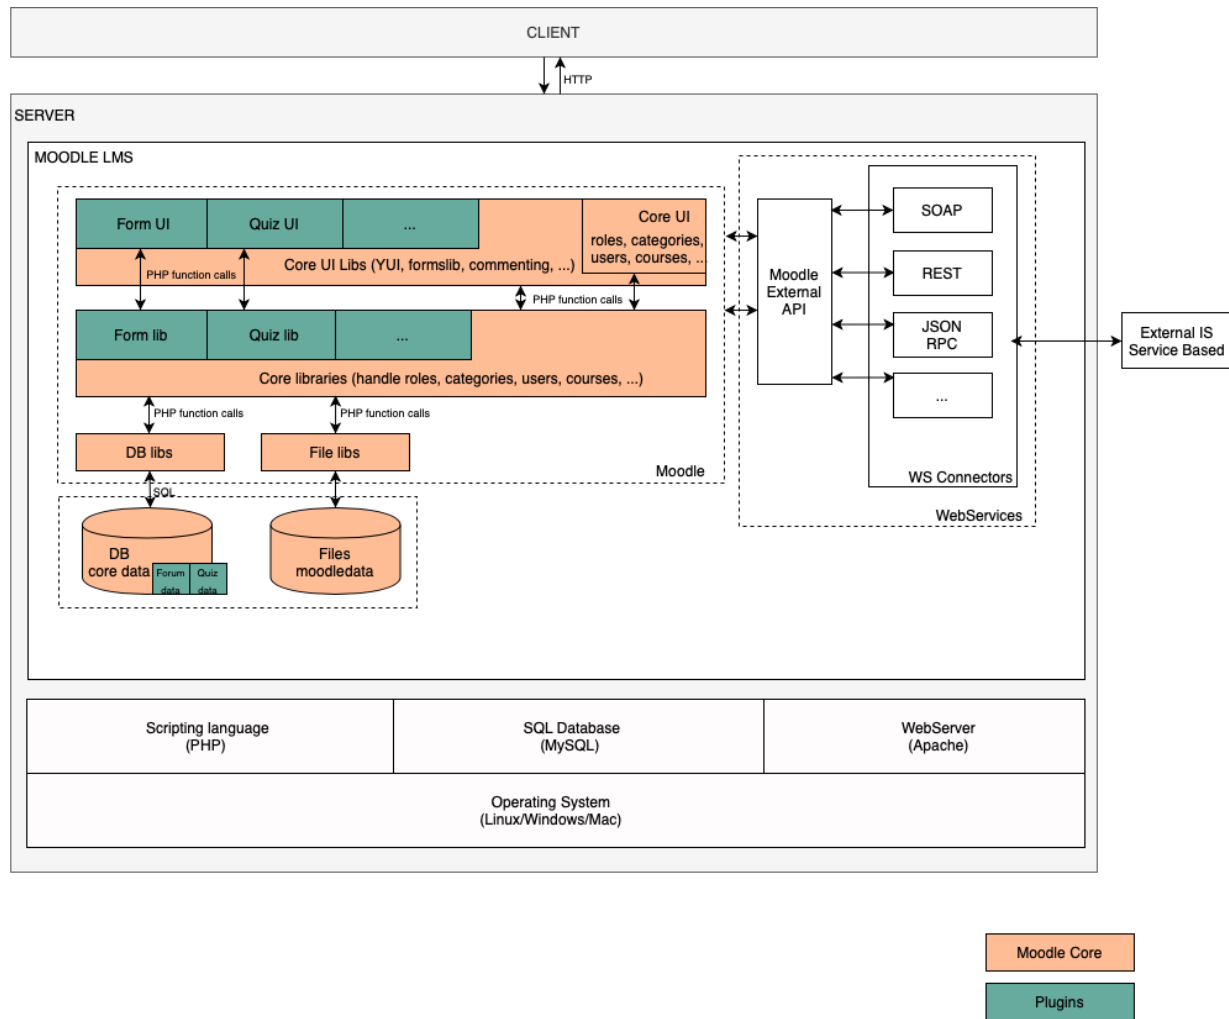 CLIENT
HTTP
SERVER
MOODLE LMS
Form UI
Quiz UI
...
Core UI
roles, categories,
users, courses, ...
PHP function calls
Core UI Libs (YUI, formslib, commenting, ...)
PHP function calls
Form lib
Quiz lib
...
Core libraries (handle roles, categories, users, courses, ...)
PHP function calls
PHP function calls
DB libs
File libs
Moodle
SQL
DB
core data
Forum
data
Quiz
data
Files
moodledata
Moodle
External
API
SOAP
REST
JSON
RPC
...
WS Connectors
WebServices
External IS
Service Based
Scripting language
(PHP)
SQL Database
(MySQL)
WebServer
(Apache)
Operating System
(Linux/Windows/Mac)
Moodle Core
Plugins